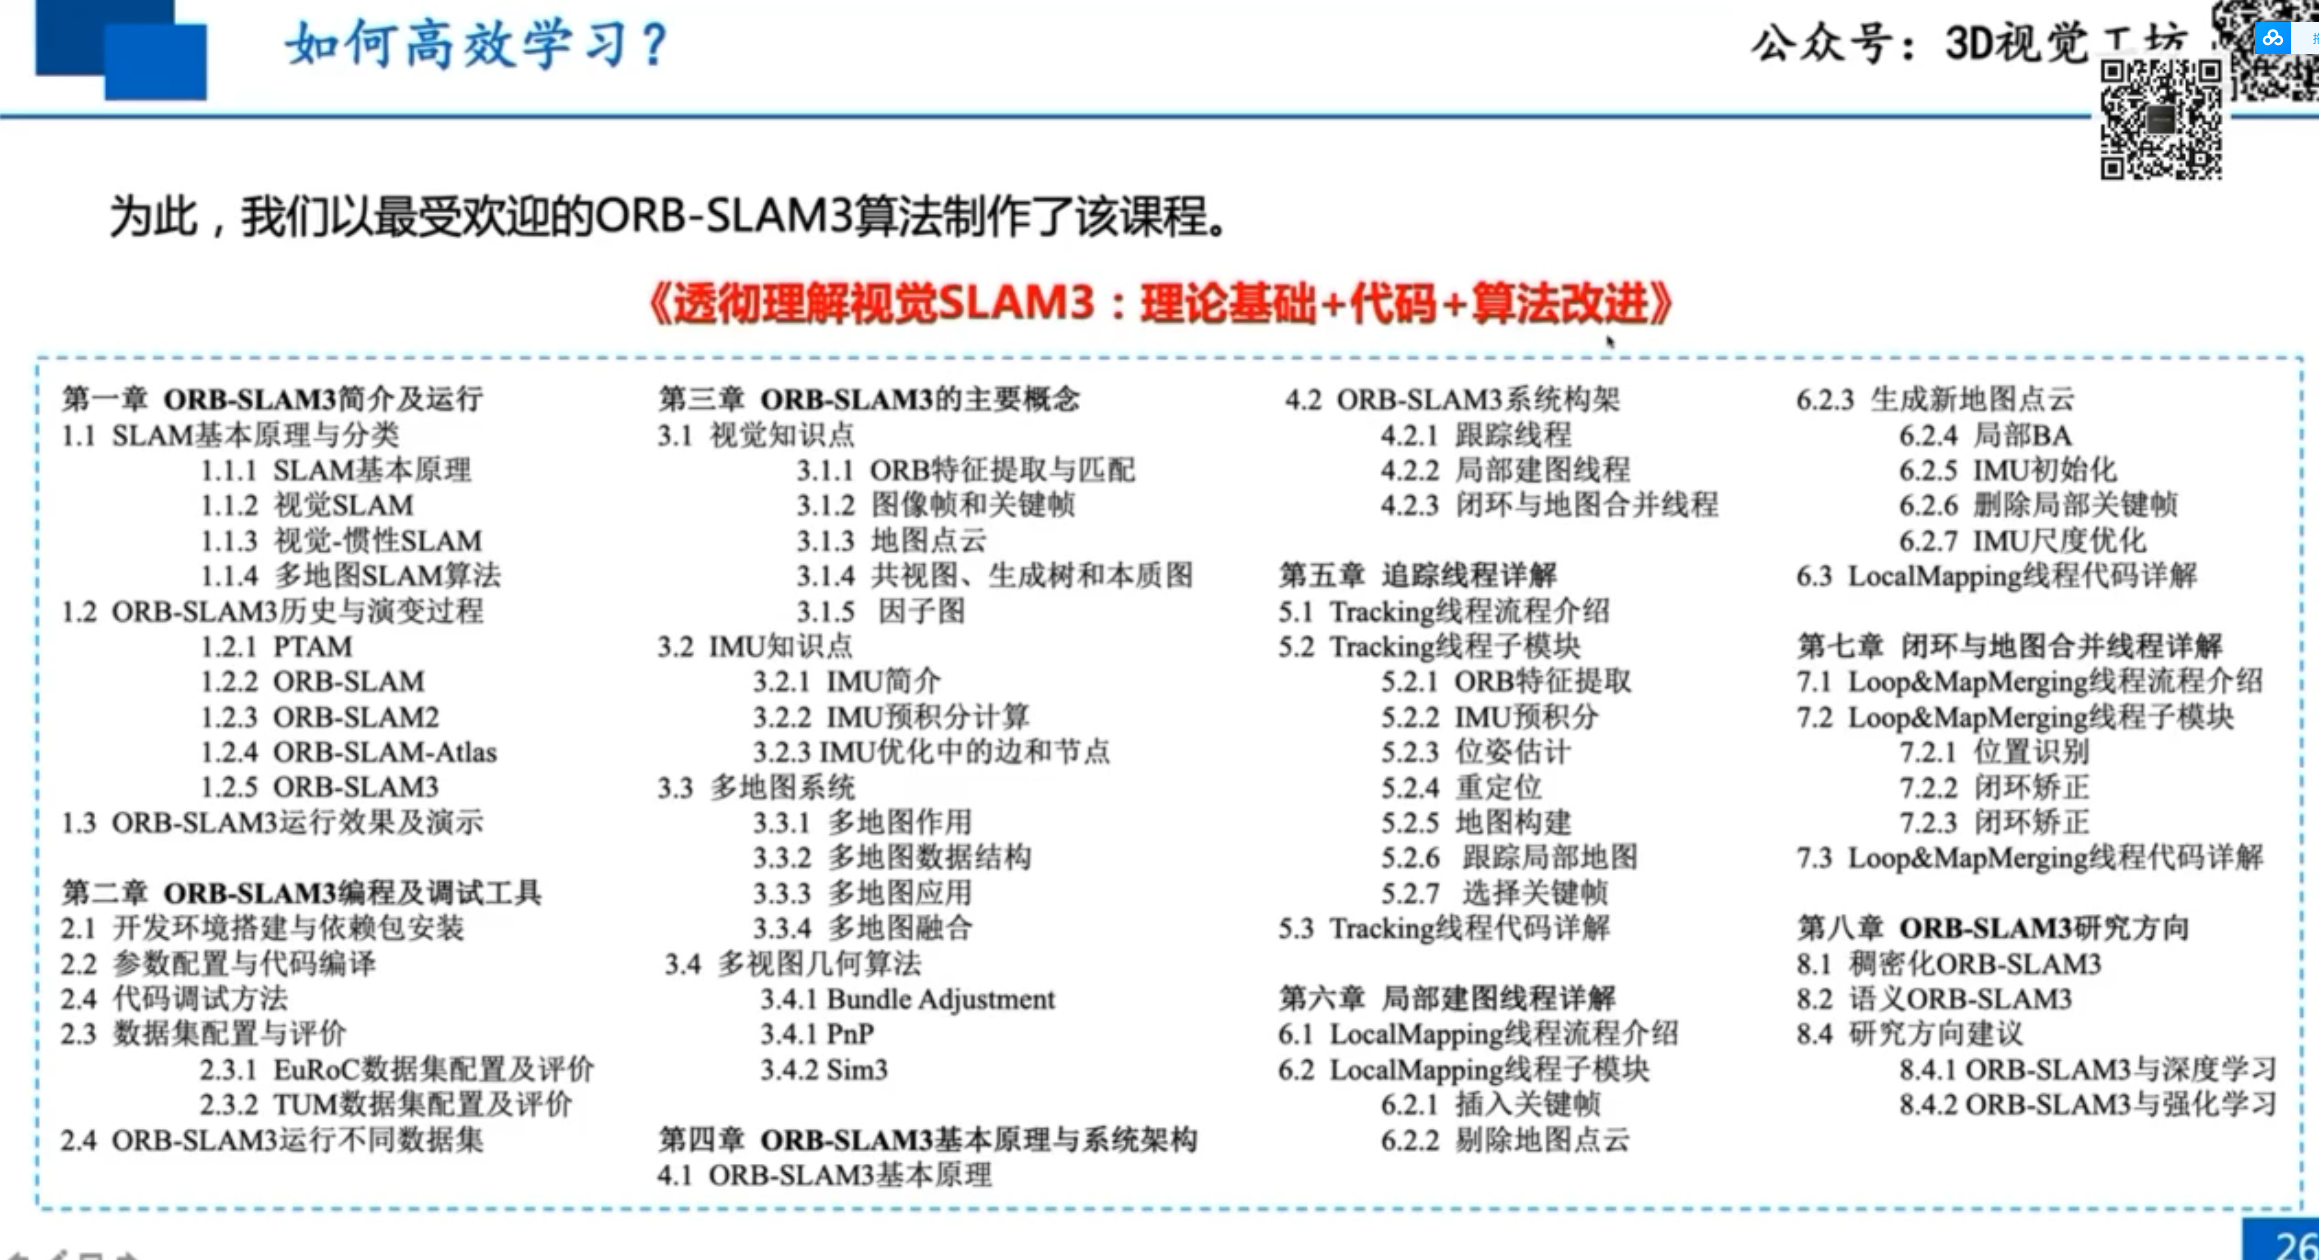 如何高效学习？
公众号：3D视觉工坊
为此，我们以最受欢迎的ORB-SLAM3算法制作了该课程。
《透彻理解视觉SLAM3：理论基础+代码+算法改进》
第一章 ORB-SLAM3简介及运行
1.1 SLAM基本原理与分类
1.1.1 SLAM基本原理
1.1.2 视觉SLAM
1.1.3 视觉-惯性SLAM
1.1.4 多地图SLAM算法
1.2 ORB-SLAM3历史与演变过程
1.2.1 PTAM
1.2.2 ORB-SLAM
1.2.3 ORB-SLAM2
1.2.4 ORB-SLAM-Atlas
1.2.5 ORB-SLAM3
1.3 ORB-SLAM3运行效果及演示
第二章 ORB-SLAM3编程及调试工具
2.1 开发环境搭建与依赖包安装
2.2 参数配置与代码编译
2.4 代码调试方法
2.3 数据集配置与评价
2.3.1 EuRoC数据集配置及评价
2.3.2 TUM数据集配置及评价
2.4 ORB-SLAM3运行不同数据集
第三章 ORB-SLAM3的主要概念
3.1 视觉知识点
3.1.1 ORB特征提取与匹配
3.1.2 图像帧和关键帧
3.1.3 地图点云
3.1.4 共视图、生成树和本质图
3.1.5 因子图
3.2 IMU知识点
3.2.1 IMU简介
3.2.2 IMU预积分计算
3.2.3 IMU优化中的边和节点
3.3 多地图系统
3.3.1 多地图作用
3.3.2 多地图数据结构
3.3.3 多地图应用
3.3.4 多地图融合
3.4 多视图几何算法
3.4.1 Bundle Adjustment
3.4.1 PnP
3.4.2 Sim3
第四章 ORB-SLAM3基本原理与系统架构
4.1 ORB-SLAM3基本原理
4.2 ORB-SLAM3系统构架
4.2.1 跟踪线程
4.2.2 局部建图线程
4.2.3 闭环与地图合并线程
第五章 追踪线程详解
5.1 Tracking线程流程介绍
5.2 Tracking线程子模块
5.2.1 ORB特征提取
5.2.2 IMU预积分
5.2.3 位姿估计
5.2.4 重定位
5.2.5 地图构建
5.2.6 跟踪局部地图
5.2.7 选择关键帧
5.3 Tracking线程代码详解
第六章 局部建图线程详解
6.1 LocalMapping线程流程介绍
6.2 LocalMapping线程子模块
6.2.1 插入关键帧
6.2.2 剔除地图点云
6.2.3 生成新地图点云
6.2.4 局部BA
6.2.5 IMU初始化
6.2.6 删除局部关键帧
6.2.7 IMU尺度优化
6.3 LocalMapping线程代码详解
第七章 闭环与地图合并线程详解
7.1 Loop&MapMerging线程流程介绍
7.2 Loop&MapMerging线程子模块
7.2.1 位置识别
7.2.2 闭环矫正
7.2.3 闭环矫正
7.3 Loop&MapMerging线程代码详解
第八章 ORB-SLAM3研究方向
8.1 稠密化ORB-SLAM3
8.2 语义ORB-SLAM3
8.4 研究方向建议
8.4.1 ORB-SLAM3与深度学习
8.4.2 ORB-SLAM3与强化学习
26